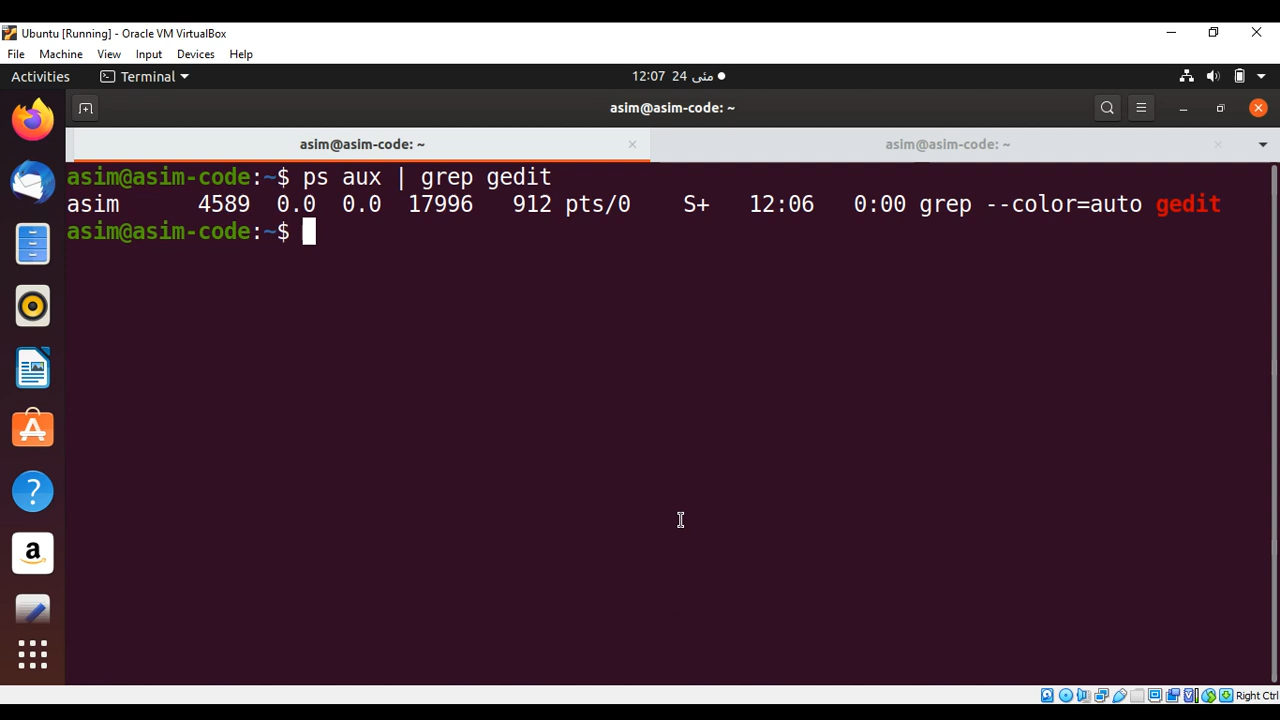 Ubuntu [Running] - Oracle VM VirtualBox
File Machine View Input Devices Help
Activities Terminal 12:07 24 مئی
asim@asim-code: ~
asim@asim-code: ~ asim@asim-code: ~
asim@asim-code:~$ ps aux | grep gedit
asim 4589 0.0 0.0 17996 912 pts/0 S+ 12:06 0:00 grep --color=auto gedit
asim@asim-code:~$
Right Ctrl